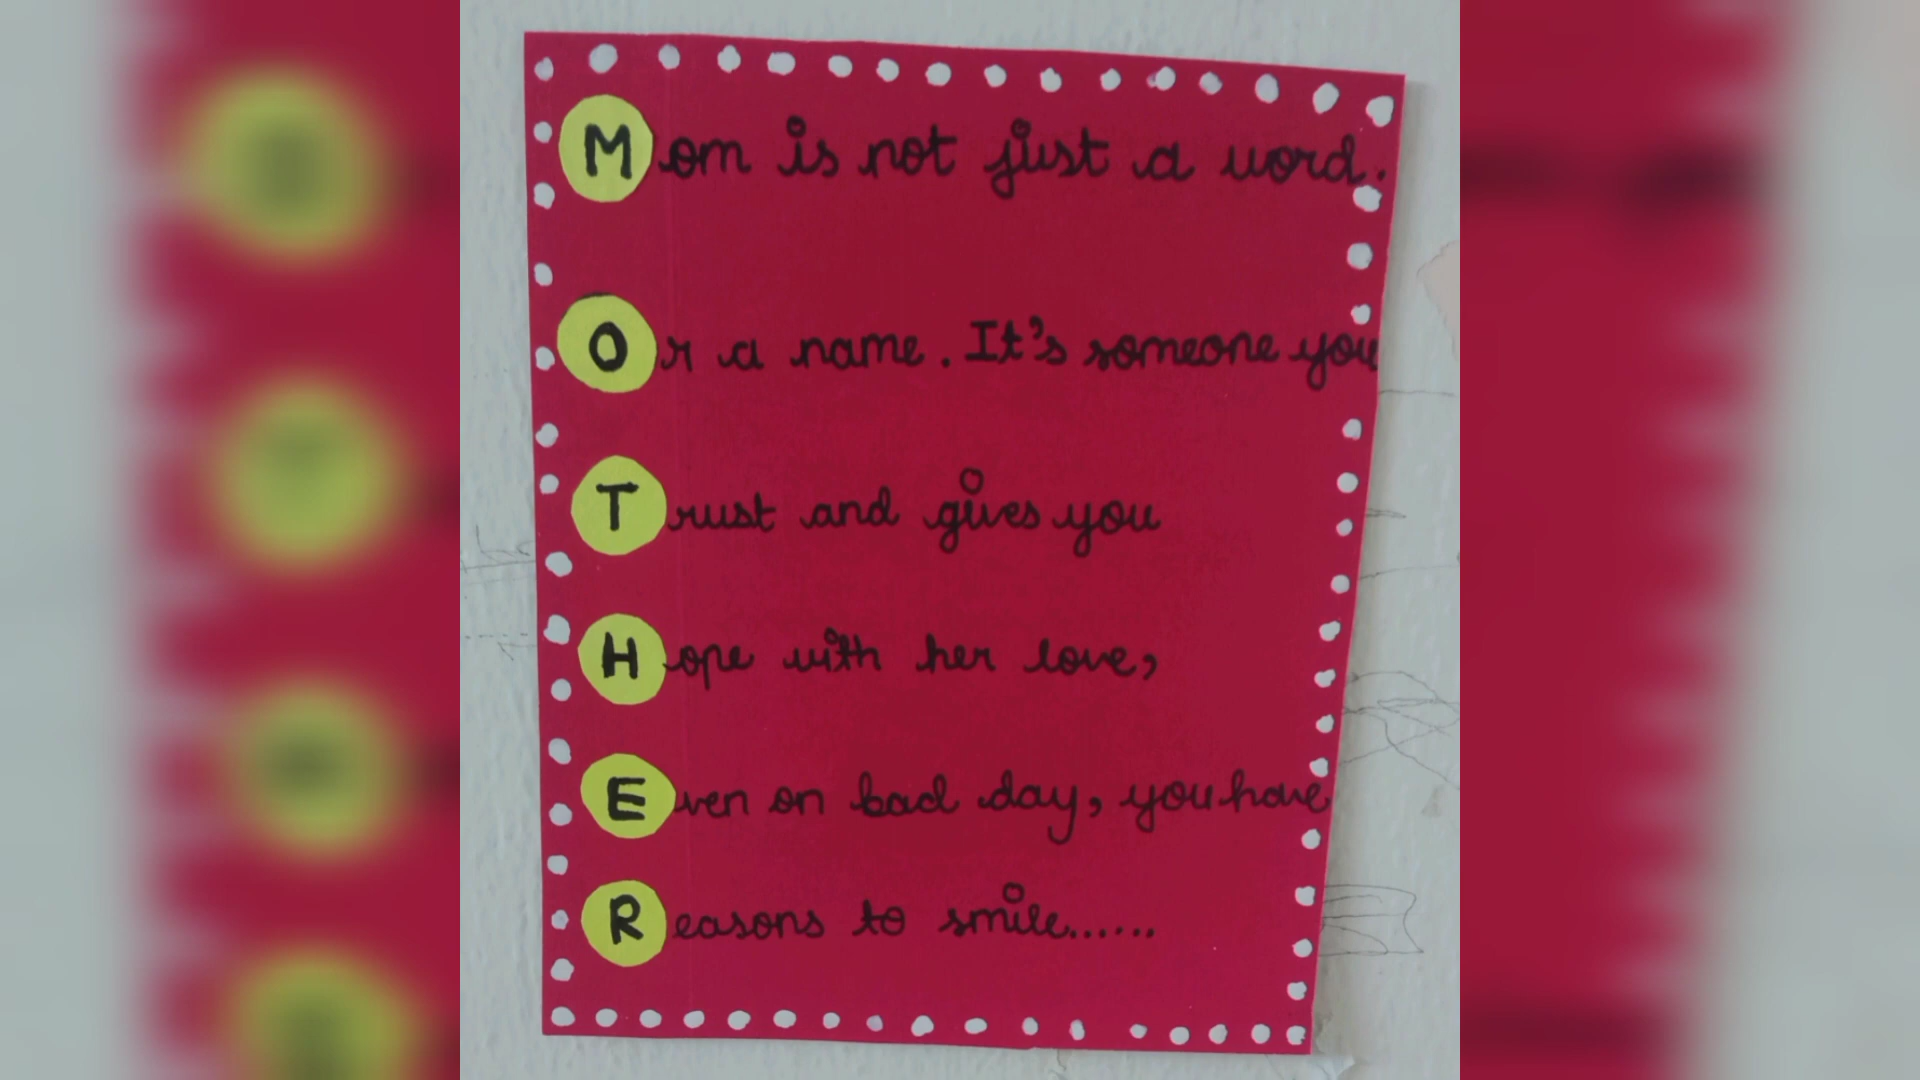 Mom is not just a word.
Or a name. It's someone you
Trust and gives you
Hope with her love,
Even on bad day, you have
Reasons to smile......